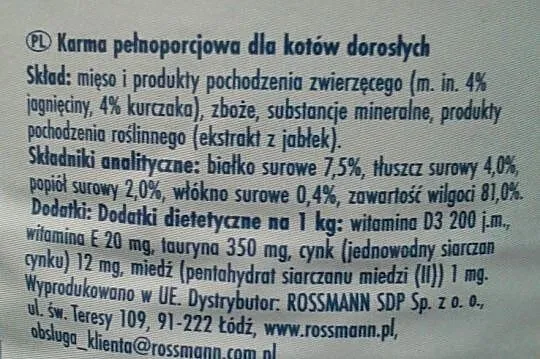 PL Karma pełnoporcjowa dla kotów dorosłych
Skład: mięso i produkty pochodzenia zwierzęcego (m. in. 4%
jagnięciny, 4% kurczaka), zboże, substancje mineralne, produkty
pochodzenia roślinnego (ekstrakt z jabłek).
Składniki analityczne: białko surowe 7,5%, tłuszcz surowy 4,0%,
popiół surowy 2,0%, włókno surowe 0,4%, zawartość wilgoci 81,0%.
Dodatki: Dodatki dietetyczne na 1 kg: witamina D3 200 j.m.,
witamina E 20 mg, tauryna 350 mg, cynk (jednowodny siarczan
cynku) 12 mg, miedź (pentahydrat siarczanu miedzi (II)) 1 mg.
Wyprodukowano w UE. Dystrybutor: ROSSMANN SDP Sp. z o. o.,
ul. św. Teresy 109, 91-222 Łódź, www.rossmann.pl,
obsluga_klienta@rossmann.com.pl